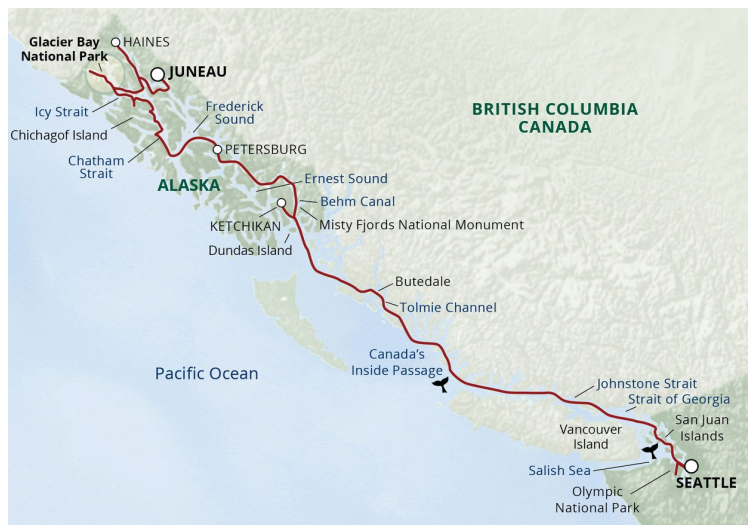 Glacier Bay
National Park
HAINES
JUNEAU
Icy Strait
Frederick
Sound
BRITISH COLUMBIA
CANADA
Chichagof Island
PETERSBURG
Chatham
Strait
ALASKA
Ernest Sound
Behm Canal
KETCHIKAN
Misty Fjords National Monument
Dundas Island
Butedale
Tolmie Channel
Canada’s
Inside Passage
Pacific Ocean
Johnstone Strait
Strait of Georgia
San Juan
Islands
Vancouver
Island
Salish Sea
SEATTLE
Olympic
National Park